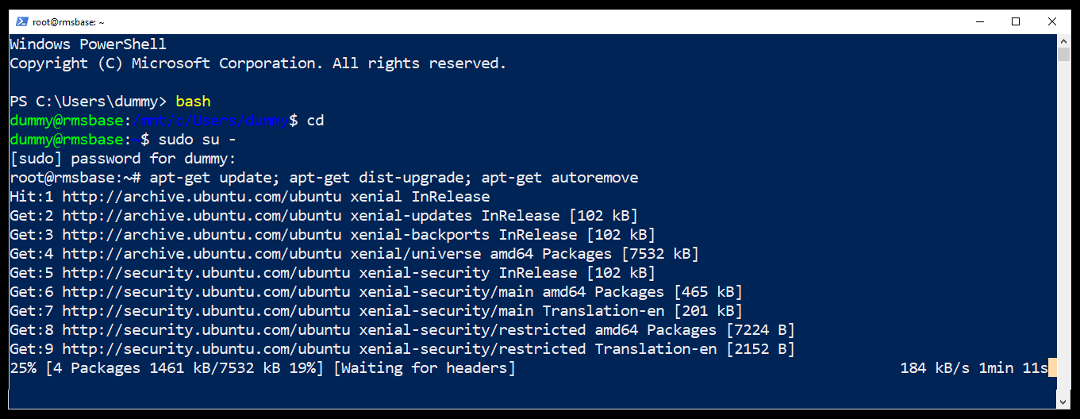 root@rmsbase: ~
Windows PowerShell
Copyright (C) Microsoft Corporation. All rights reserved.
PS C:\Users\dummy> bash
dummy@rmsbase:/mnt/c/Users/dummy$ cd
dummy@rmsbase:~$ sudo su -
[sudo] password for dummy:
root@rmsbase:~# apt-get update; apt-get dist-upgrade; apt-get autoremove
Hit:1 http://archive.ubuntu.com/ubuntu xenial InRelease
Get:2 http://archive.ubuntu.com/ubuntu xenial-updates InRelease [102 kB]
Get:3 http://archive.ubuntu.com/ubuntu xenial-backports InRelease [102 kB]
Get:4 http://archive.ubuntu.com/ubuntu xenial/universe amd64 Packages [7532 kB]
Get:5 http://security.ubuntu.com/ubuntu xenial-security InRelease [102 kB]
Get:6 http://security.ubuntu.com/ubuntu xenial-security/main amd64 Packages [465 kB]
Get:7 http://security.ubuntu.com/ubuntu xenial-security/main Translation-en [201 kB]
Get:8 http://security.ubuntu.com/ubuntu xenial-security/restricted amd64 Packages [7224 B]
Get:9 http://security.ubuntu.com/ubuntu xenial-security/restricted Translation-en [2152 B]
25% [4 Packages 1461 kB/7532 kB 19%] [Waiting for headers] 184 kB/s 1min 11s